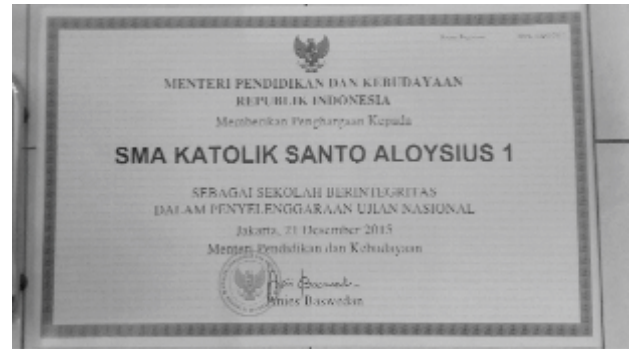 MENTERI PENDIDIKAN DAN KEBUDAYAAN
REPUBLIK INDONESIA
Memberikan Penghargaan Kepada
SMA KATOLIK SANTO ALOYSIUS 1
SEBAGAI SEKOLAH BERINTEGRITAS
DALAM PENYELENGGARAAN UJIAN NASIONAL
Jakarta, 21 Desember 2015
Menteri Pendidikan dan Kebudayaan
Anies Baswedan